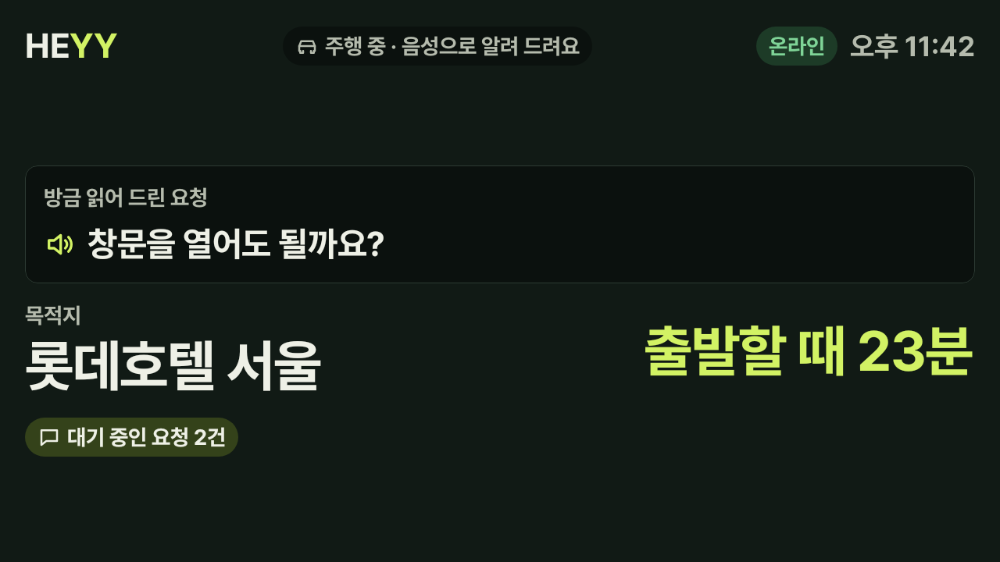 HEYY
주행 중 · 음성으로 알려 드려요
온라인
오후 11:42
방금 읽어 드린 요청
창문을 열어도 될까요?
목적지
롯데호텔 서울
출발할 때 23분
대기 중인 요청 2건